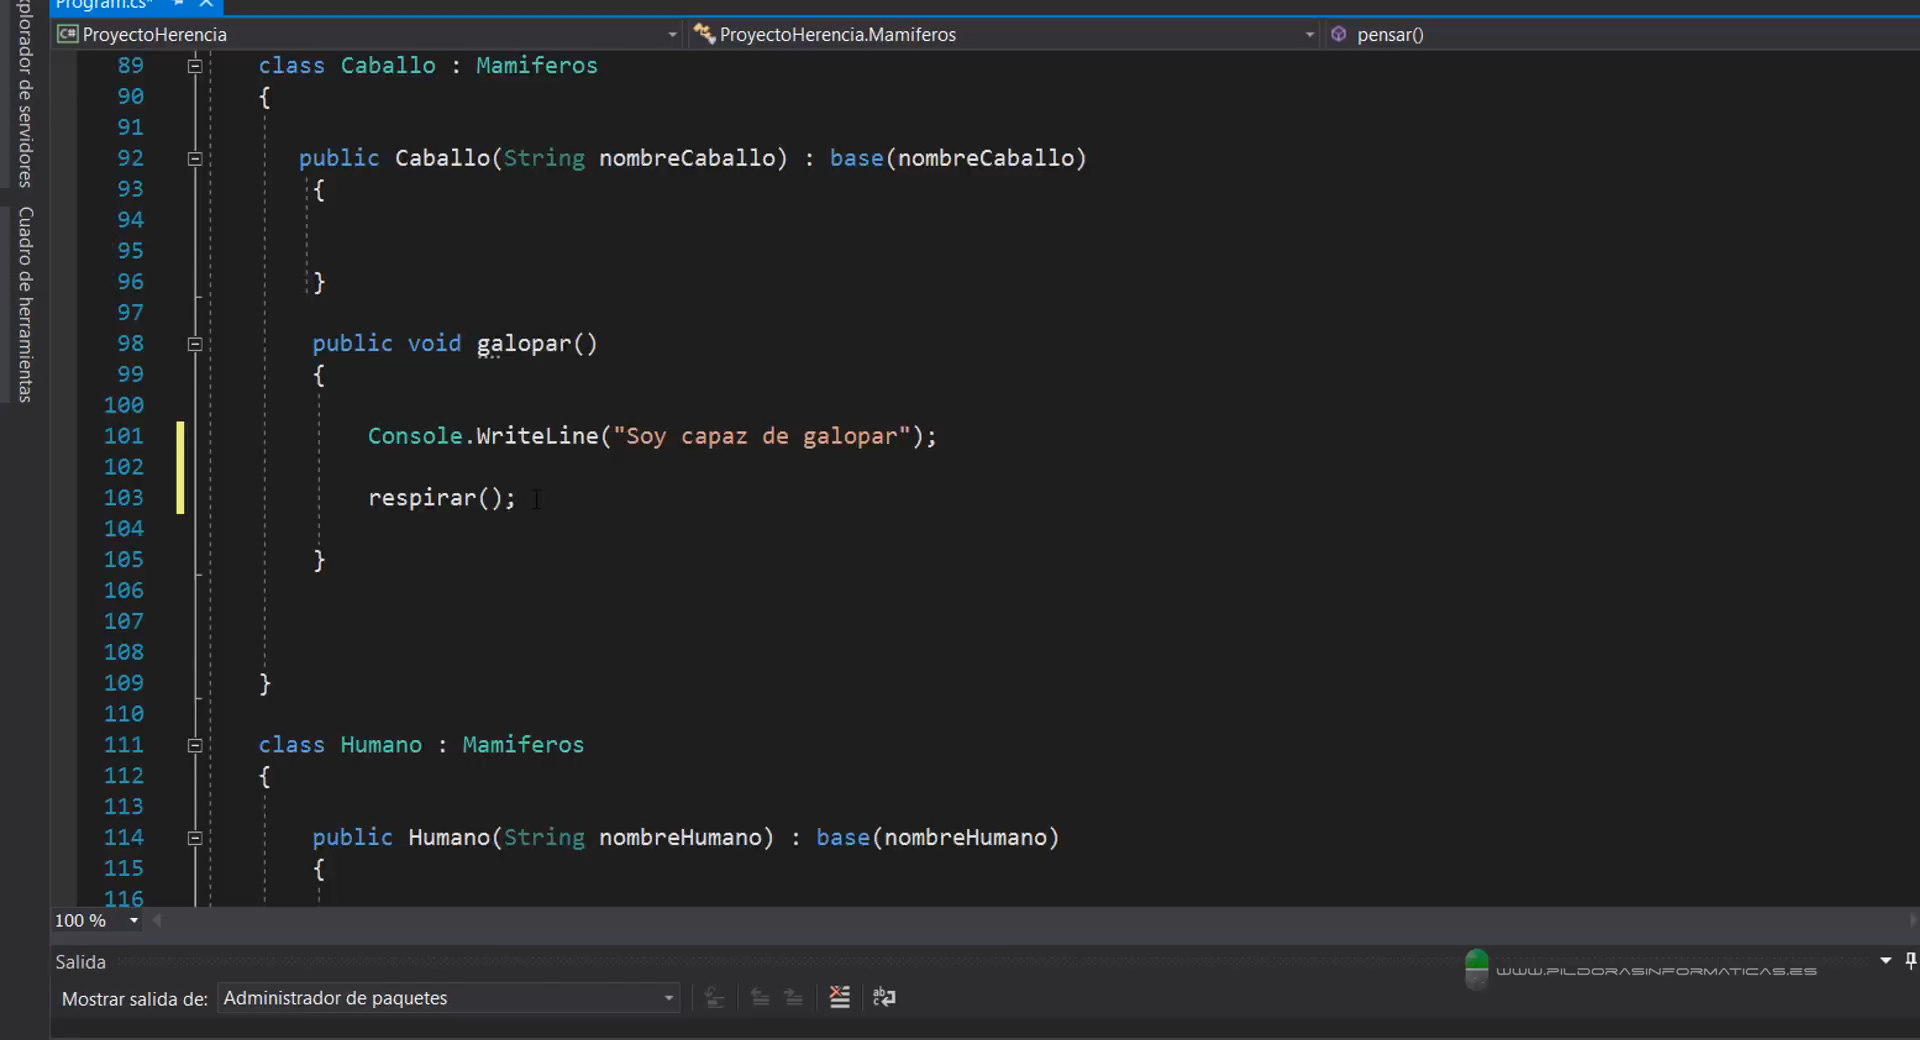 Program.cs*
ProyectoHerencia
ProyectoHerencia.Mamiferos
pensar()
Explorador de servidores
Cuadro de herramientas
89 class Caballo : Mamiferos
90 {
91
92 public Caballo(String nombreCaballo) : base(nombreCaballo)
93 {
94
95
96 }
97
98 public void galopar()
99 {
100
101 Console.WriteLine("Soy capaz de galopar");
102
103 respirar();
104
105 }
106
107
108
109 }
110
111 class Humano : Mamiferos
112 {
113
114 public Humano(String nombreHumano) : base(nombreHumano)
115 {
116
100 %
Salida
WWW.PILDORASINFORMATICAS.ES
Mostrar salida de: Administrador de paquetes